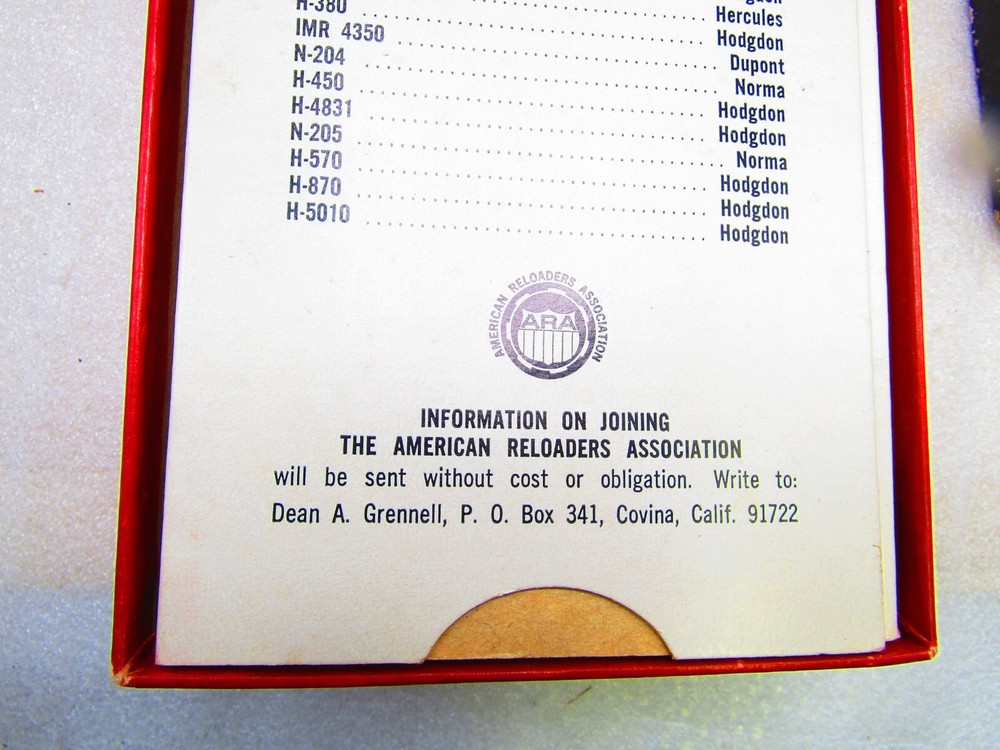 Hercules
H-380 ........................................ Hodgdon
IMR 4350 ........................................ Dupont
N-204 ........................................ Norma
H-450 ........................................ Hodgdon
H-4831 ........................................ Hodgdon
N-205 ........................................ Norma
H-570 ........................................ Hodgdon
H-870 ........................................ Hodgdon
H-5010 ........................................ Hodgdon
AMERICAN RELOADERS ASSOCIATION
ARA
INFORMATION ON JOINING
THE AMERICAN RELOADERS ASSOCIATION
will be sent without cost or obligation. Write to:
Dean A. Grennell, P. O. Box 341, Covina, Calif. 91722